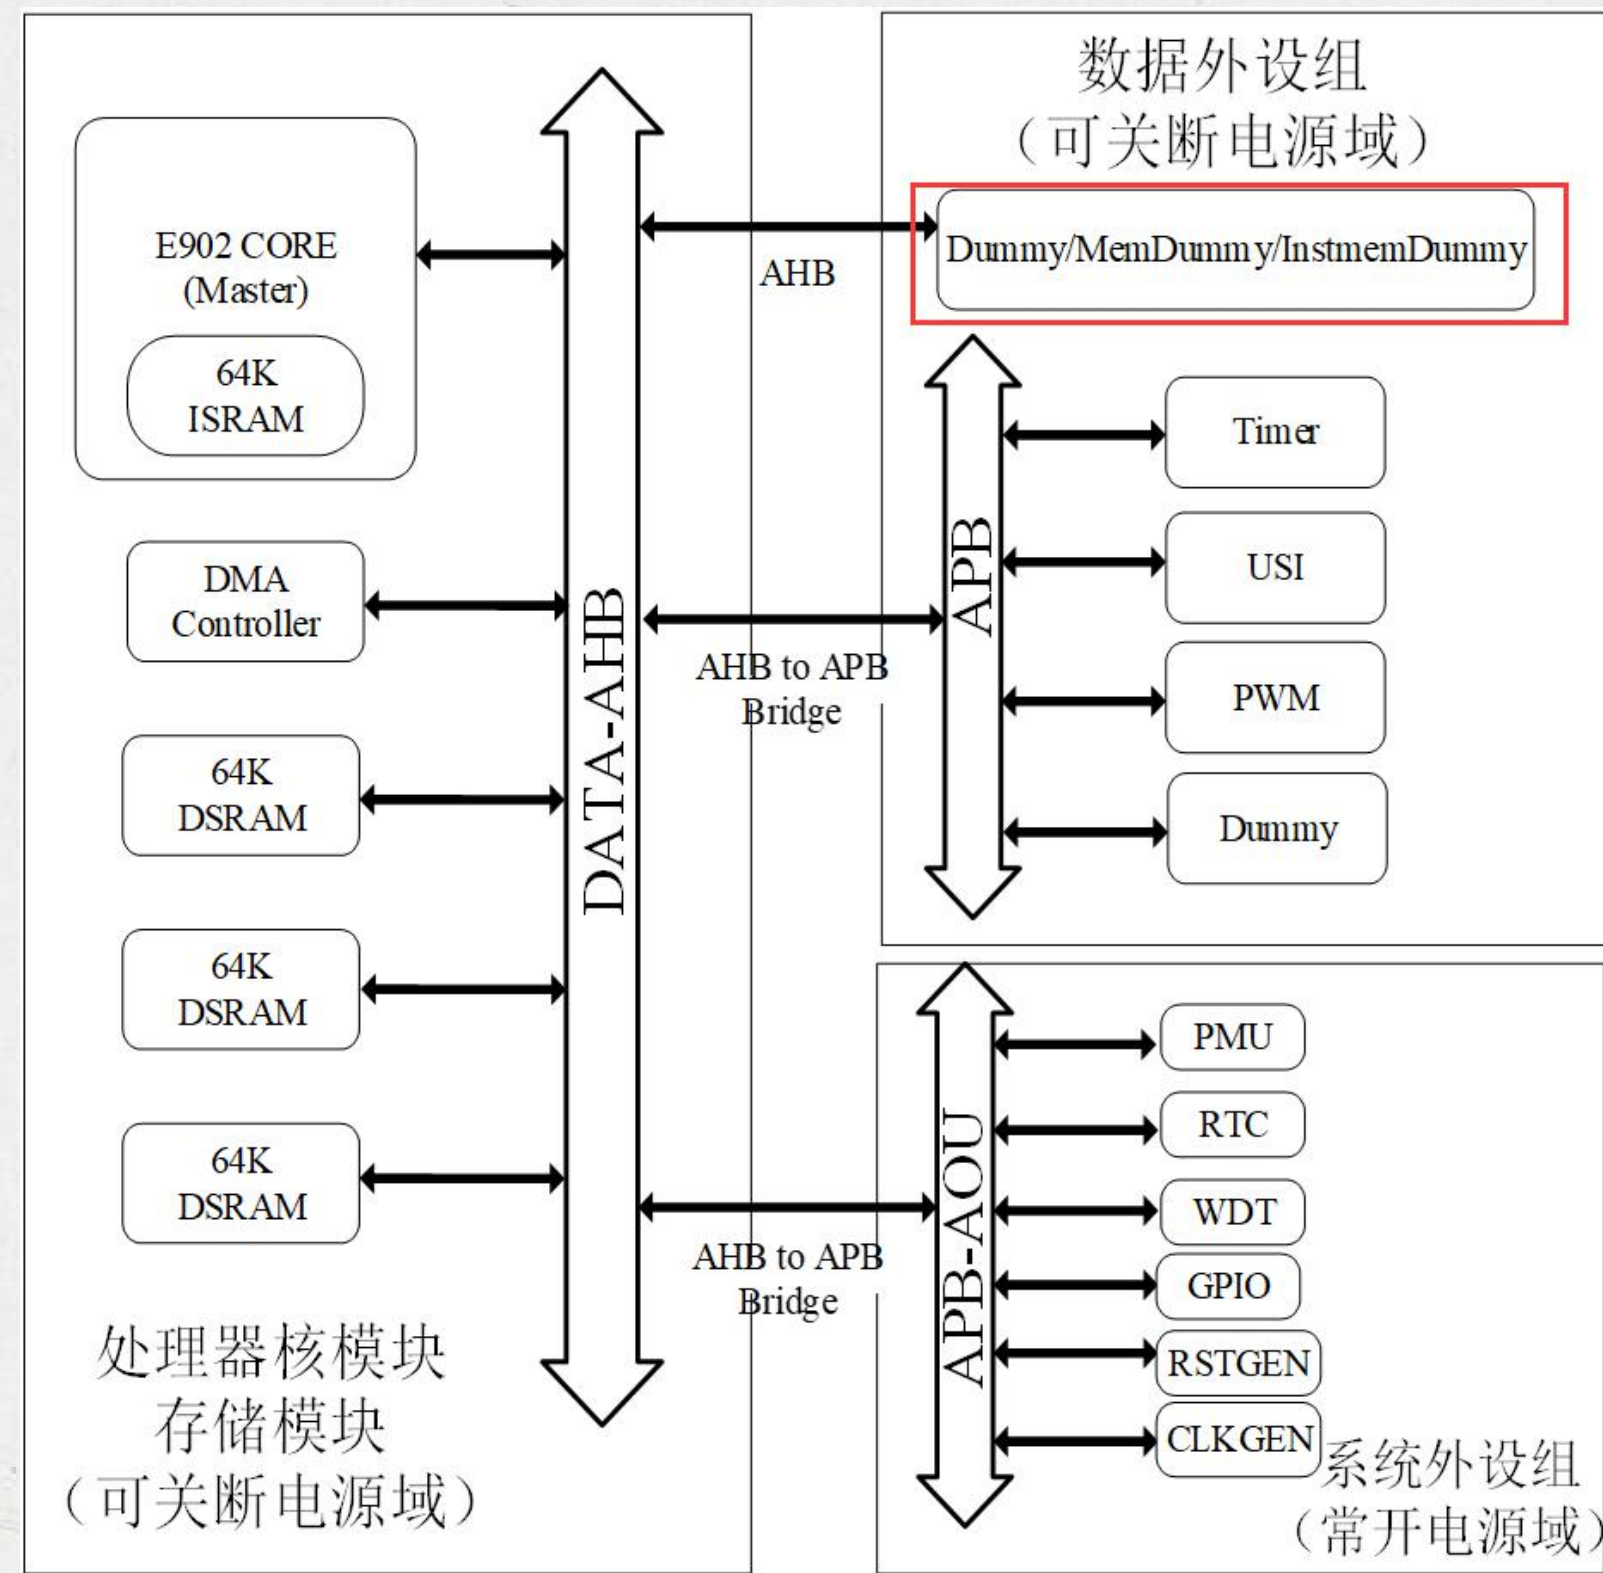 E902 CORE
(Master)
64K
ISRAM
DMA
Controller
64K
DSRAM
64K
DSRAM
64K
DSRAM
处理器核模块
存储模块
（可关断电源域）
DATA-AHB
AHB
AHB to APB
Bridge
AHB to APB
Bridge
数据外设组
（可关断电源域）
Dummy/MemDummy/InstmemDummy
APB
Timer
USI
PWM
Dummy
APB-AOU
PMU
RTC
WDT
GPIO
RSTGEN
CLKGEN
系统外设组
（常开电源域）